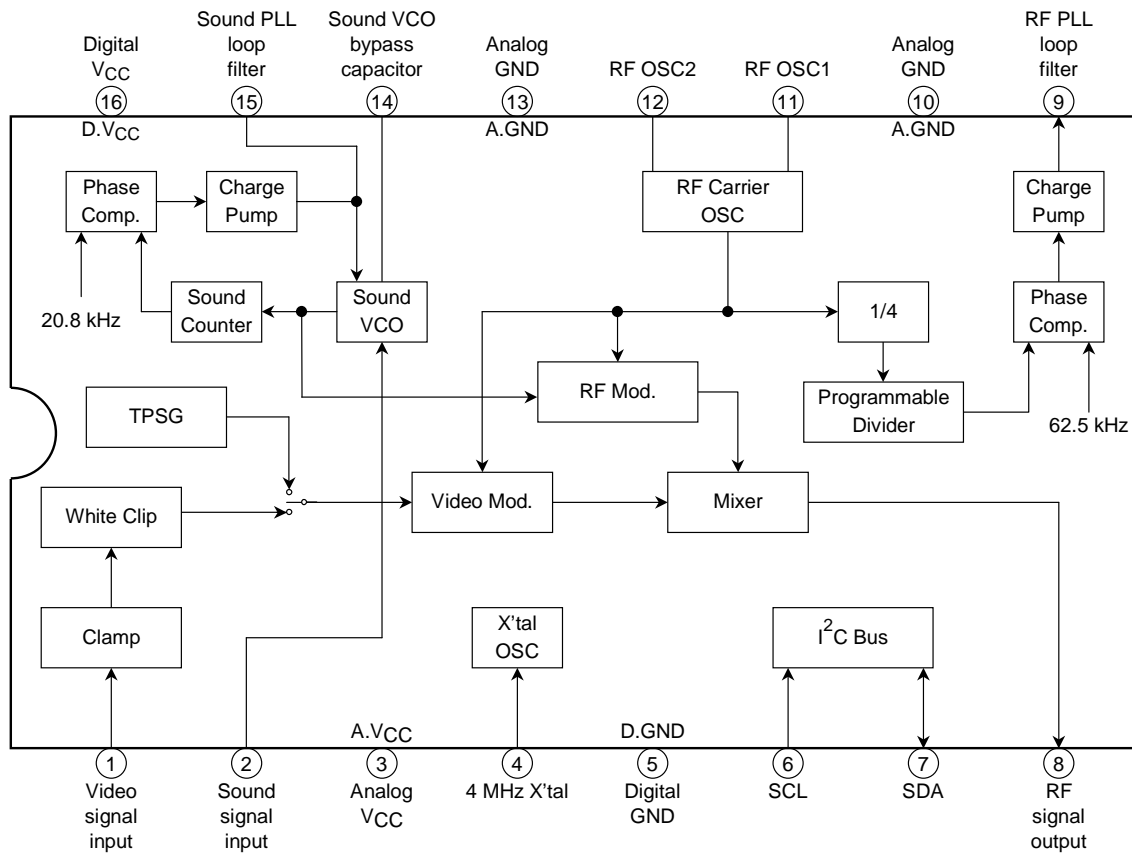 Digital
VCC
16
D.VCC
Sound PLL
loop
filter
15
Sound VCO
bypass
capacitor
14
Analog
GND
13
A.GND
RF OSC2
12
RF OSC1
11
Analog
GND
10
A.GND
RF PLL
loop
filter
9
Phase
Comp.
Charge
Pump
RF Carrier
OSC
Charge
Pump
20.8 kHz
Sound
Counter
Sound
VCO
1/4
Phase
Comp.
TPSG
RF Mod.
Programmable
Divider
62.5 kHz
White Clip
Video Mod.
Mixer
Clamp
X'tal
OSC
I2C Bus
1
Video
signal
input
2
Sound
signal
input
A.VCC
3
Analog
VCC
4
4 MHz X'tal
D.GND
5
Digital
GND
6
SCL
7
SDA
8
RF
signal
output